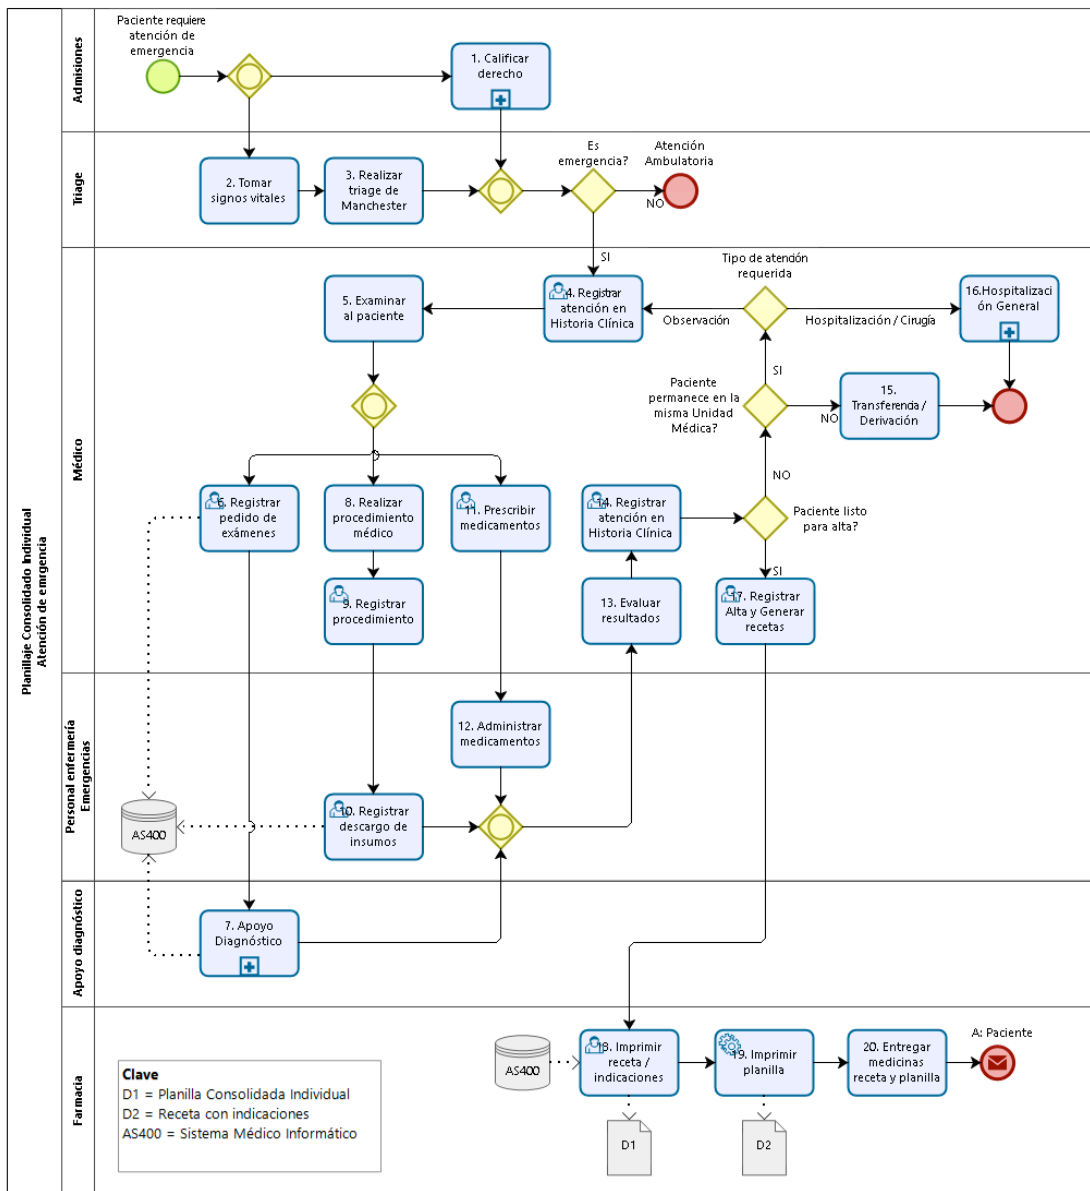 Planillaje Consolidado Individual
Atención de emrgencia
Admisiones
Paciente requiere
atención de
emergencia
1. Calificar
derecho
Triage
2. Tomar
signos vitales
3. Realizar
triage de
Manchester
Es
emergencia?
NO
Atención
Ambulatoria
SI
Médico
5. Examinar
al paciente
4. Registrar
atención en
Historia Clínica
Observación
Tipo de atención
requerida
Hospitalización / Cirugía
16.Hospitalizac
ión General
SI
Paciente
permanece en la
misma Unidad
Médica?
NO
15.
Transferenda /
Derivación
NO
6. Registrar
pedido de
exámenes
8. Realizar
procedimiento
médico
11. Prescribir
medicamentos
14. Registrar
atención en
Historia Clínica
Paciente listo
para alta?
SI
9. Registrar
procedimiento
13. Evaluar
resultados
17. Registrar
Alta y Generar
recetas
Personal enfermería
Emergencias
12. Administrar
medicamentos
AS400
10. Registrar
descargo de
insumos
Apoyo diagnóstico
7. Apoyo
Diagnóstico
Farmacia
AS400
18. Imprimir
receta /
indicaciones
19. Imprimir
planilla
20. Entregar
medicinas
receta y planilla
A: Paciente
D1
D2
Clave
D1 = Planilla Consolidada Individual
D2 = Receta con indicaciones
AS400 = Sistema Médico Informático